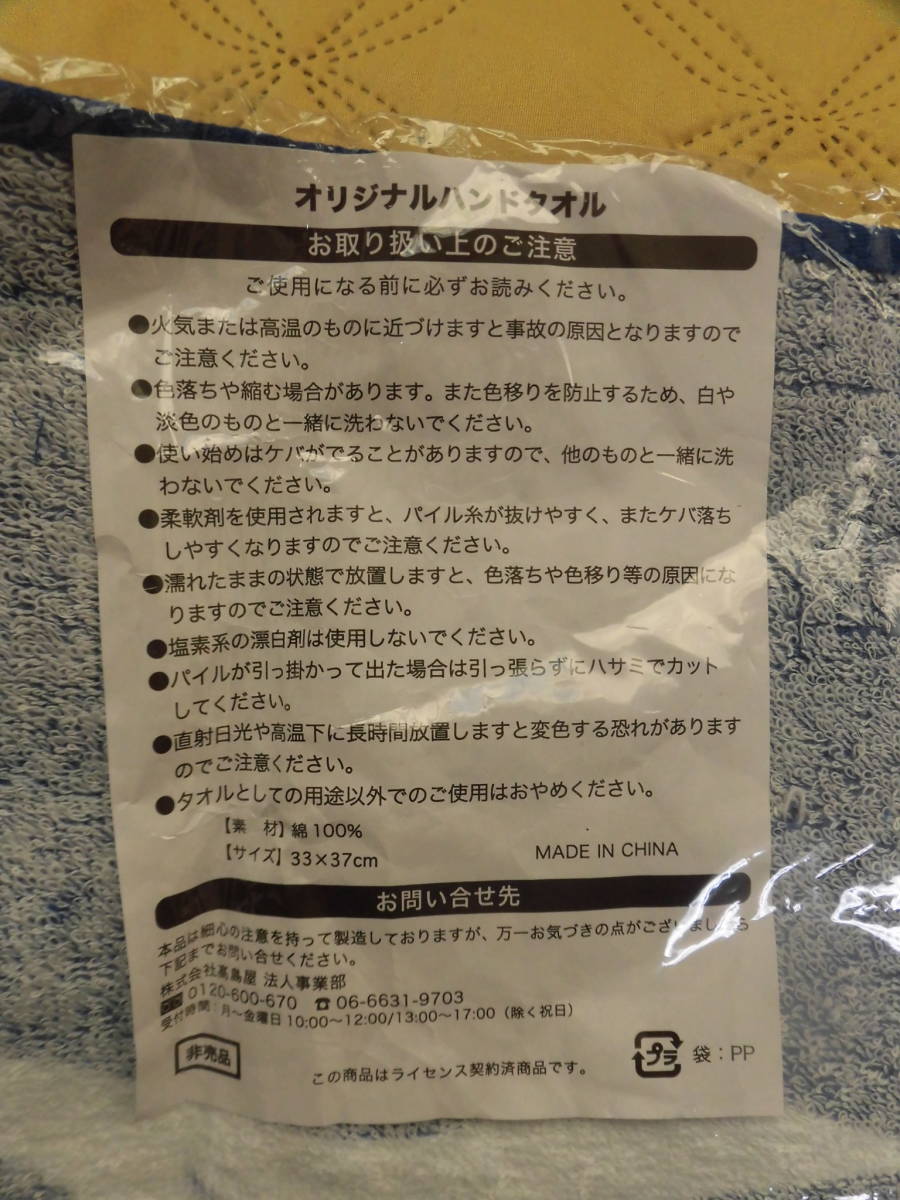 オリジナルハンドタオル
お取り扱い上のご注意
ご使用になる前に必ずお読みください。
●火気または高温のものに近づけますと事故の原因となりますので
ご注意ください。
●色落ちや縮む場合があります。また色移りを防止するため、白や
淡色のものと一緒に洗わないでください。
●使い始めはケバがでることがありますので、他のものと一緒に洗
わないでください。
●柔軟剤を使用されますと、パイル糸が抜けやすく、またケバ落ち
しやすくなりますのでご注意ください。
●濡れたままの状態で放置しますと、色落ちや色移り等の原因にな
りますのでご注意ください。
●塩素系の漂白剤は使用しないでください。
●パイルが引っ掛かって出た場合は引っ張らずにハサミでカット
してください。
●直射日光や高温下に長時間放置しますと変色する恐れがあります
のでご注意ください。
●タオルとしての用途以外でのご使用はおやめください。
【素　材】綿100%
【サイズ】33×37cm
MADE IN CHINA
お問い合せ先
本品は細心の注意を持って製造しておりますが、万一お気づきの点がございましたら
下記までお問い合せください。
株式会社髙島屋 法人事業部
0120-600-670 ☎06-6631-9703
受付時間：月〜金曜日10:00〜12:00/13:00〜17:00（除く祝日）
非売品
この商品はライセンス契約済商品です。
プラ 袋：PP